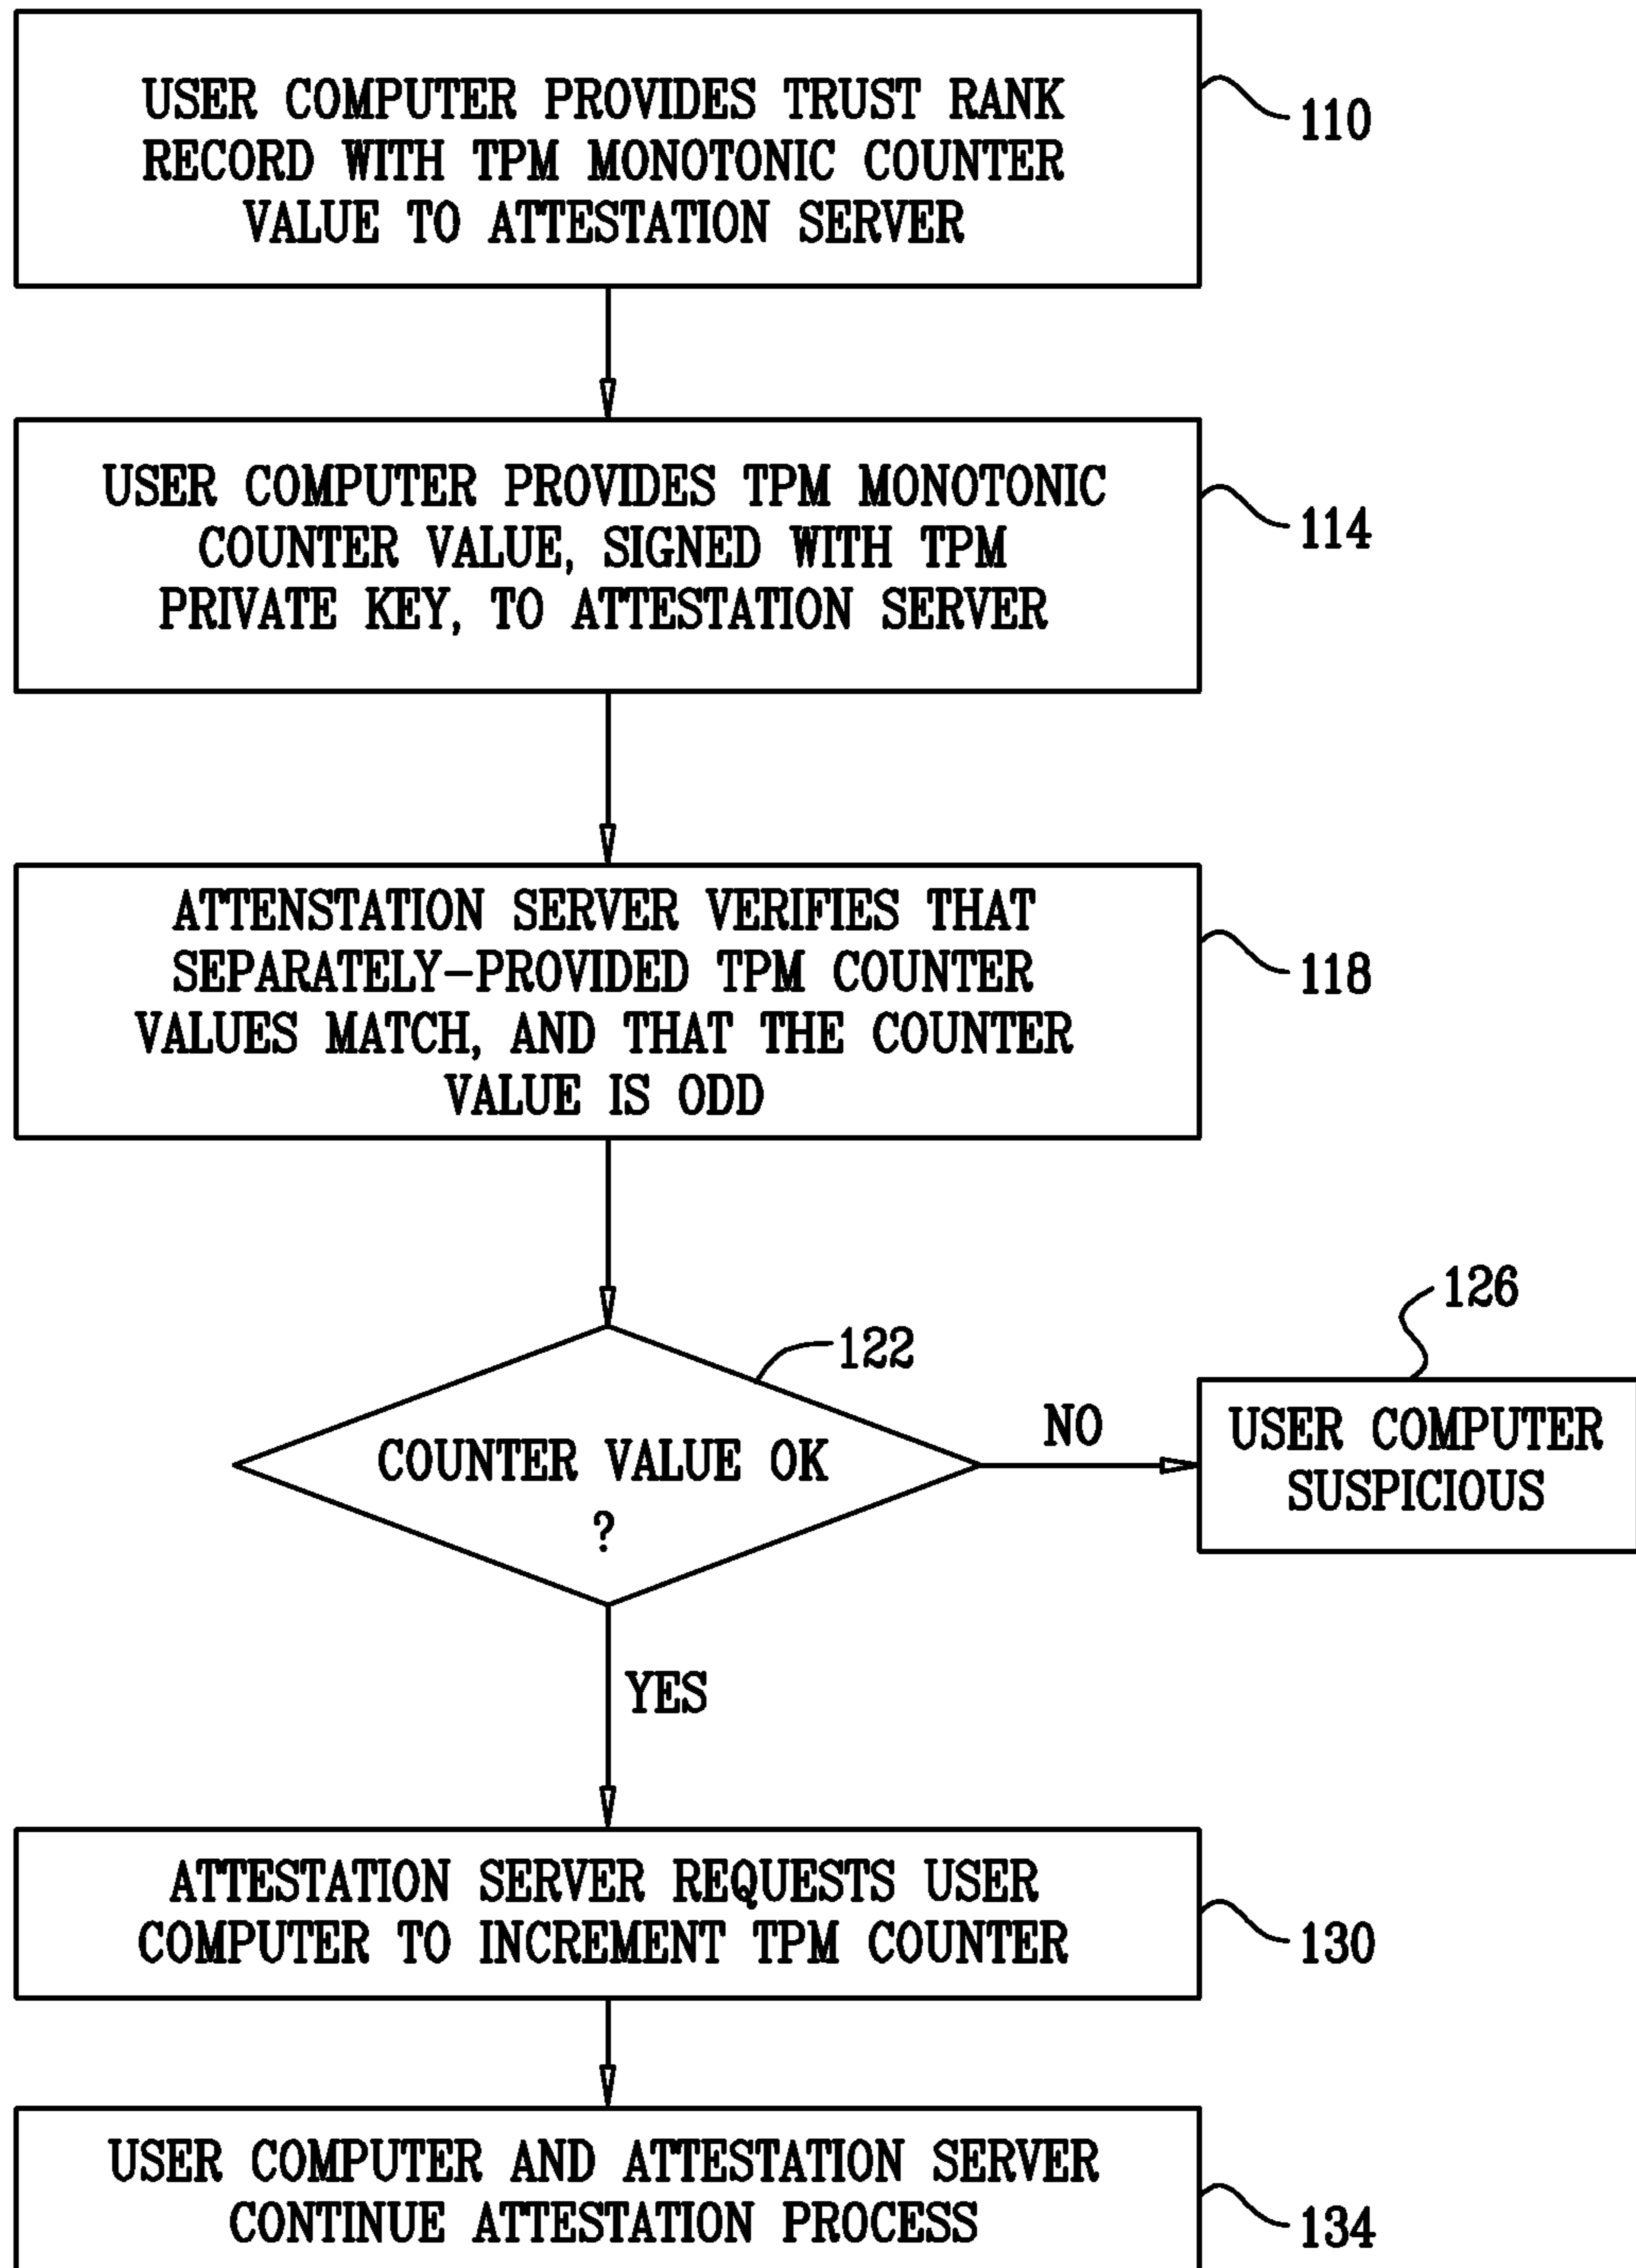 USER COMPUTER PROVIDES TRUST RANK
RECORD WITH TPM MONOTONIC COUNTER
VALUE TO ATTESTATION SERVER
110
USER COMPUTER PROVIDES TPM MONOTONIC
COUNTER VALUE, SIGNED WITH TPM
PRIVATE KEY, TO ATTESTATION SERVER
114
ATTENSTATION SERVER VERIFIES THAT
SEPARATELY-PROVIDED TPM COUNTER
VALUES MATCH, AND THAT THE COUNTER
VALUE IS ODD
118
122
COUNTER VALUE OK
?
NO
126
USER COMPUTER
SUSPICIOUS
YES
ATTESTATION SERVER REQUESTS USER
COMPUTER TO INCREMENT TPM COUNTER
130
USER COMPUTER AND ATTESTATION SERVER
CONTINUE ATTESTATION PROCESS
134